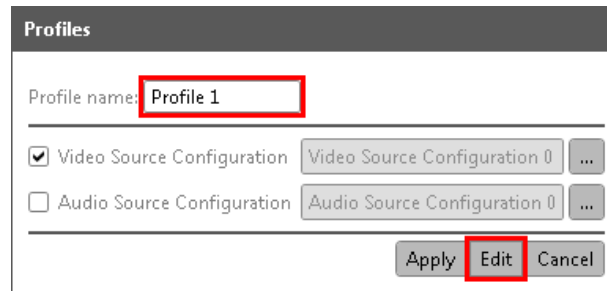 Profiles
Profile name: Profile 1
Video Source Configuration Video Source Configuration 0 ...
Audio Source Configuration Audio Source Configuration 0 ...
Apply Edit Cancel